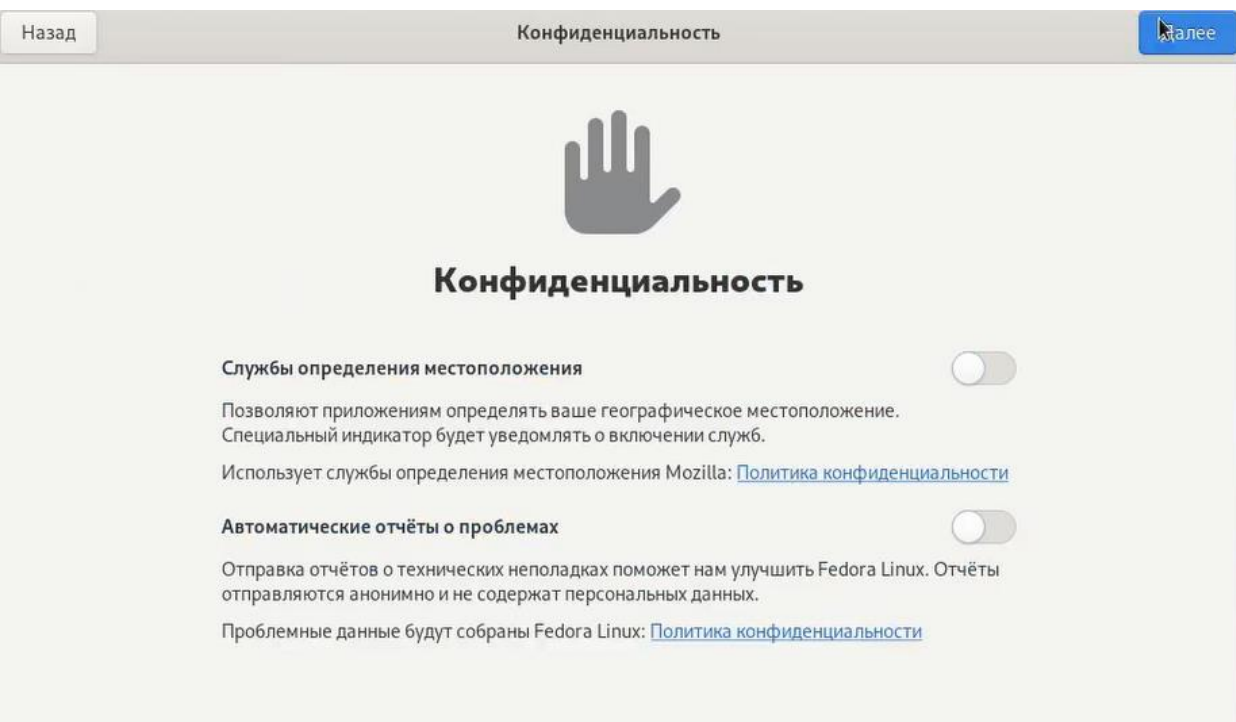 Назад
Конфиденциальность
Далее
Конфиденциальность
Службы определения местоположения
Позволяют приложениям определять ваше географическое местоположение.
Специальный индикатор будет уведомлять о включении служб.
Использует службы определения местоположения Mozilla: Политика конфиденциальности
Автоматические отчёты о проблемах
Отправка отчётов о технических неполадках поможет нам улучшить Fedora Linux. Отчёты
отправляются анонимно и не содержат персональных данных.
Проблемные данные будут собраны Fedora Linux: Политика конфиденциальности